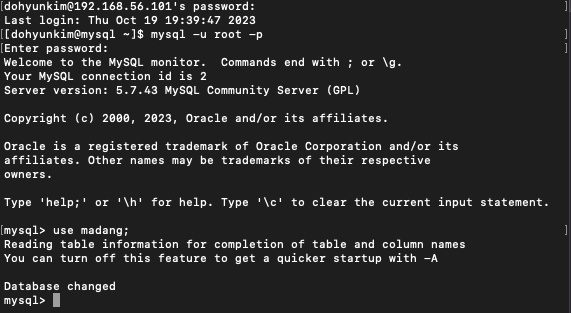 [dohyunkim@192.168.56.101's password: ]
Last login: Thu Oct 19 19:39:47 2023
[[dohyunkim@mysql ~]$ mysql -u root -p ]
[Enter password: ]
Welcome to the MySQL monitor.  Commands end with ; or \g.
Your MySQL connection id is 2
Server version: 5.7.43 MySQL Community Server (GPL)
Copyright (c) 2000, 2023, Oracle and/or its affiliates.
Oracle is a registered trademark of Oracle Corporation and/or its
affiliates. Other names may be trademarks of their respective
owners.
Type 'help;' or '\h' for help. Type '\c' to clear the current input statement.
[mysql> use madang; ]
Reading table information for completion of table and column names
You can turn off this feature to get a quicker startup with -A
Database changed
mysql>